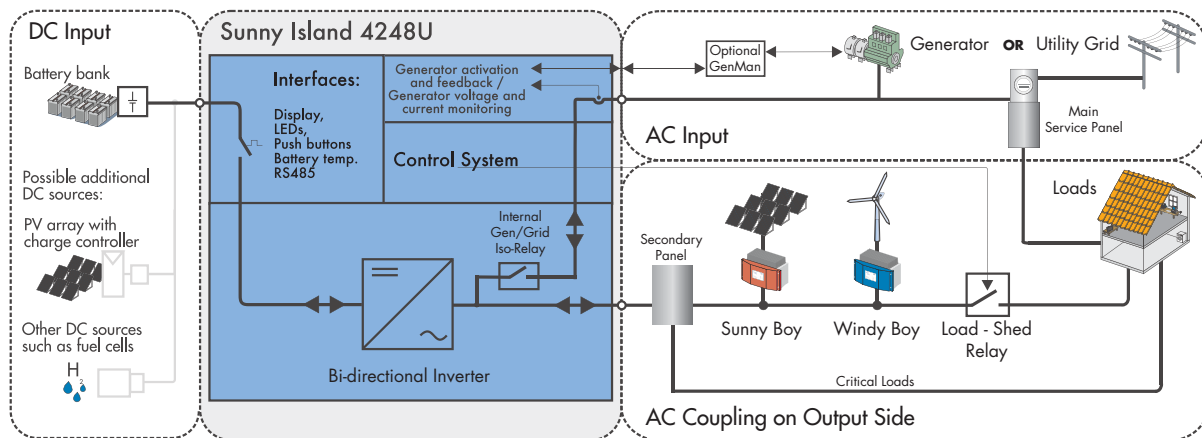 DC Input
Battery bank
Possible additional
DC sources:
PV array with
charge controller
Other DC sources
such as fuel cells
H
2
Sunny Island 4248U
Interfaces:
Display,
LEDs,
Push buttons
Battery temp.
RS485
Generator activation
and feedback /
Generator voltage and
current monitoring
Control System
Internal
Gen/Grid
Iso-Relay
Bi-directional Inverter
Optional
GenMan
Generator OR Utility Grid
Main
Service Panel
AC Input
Loads
Secondary
Panel
Sunny Boy
Windy Boy
Load - Shed
Relay
Critical Loads
AC Coupling on Output Side